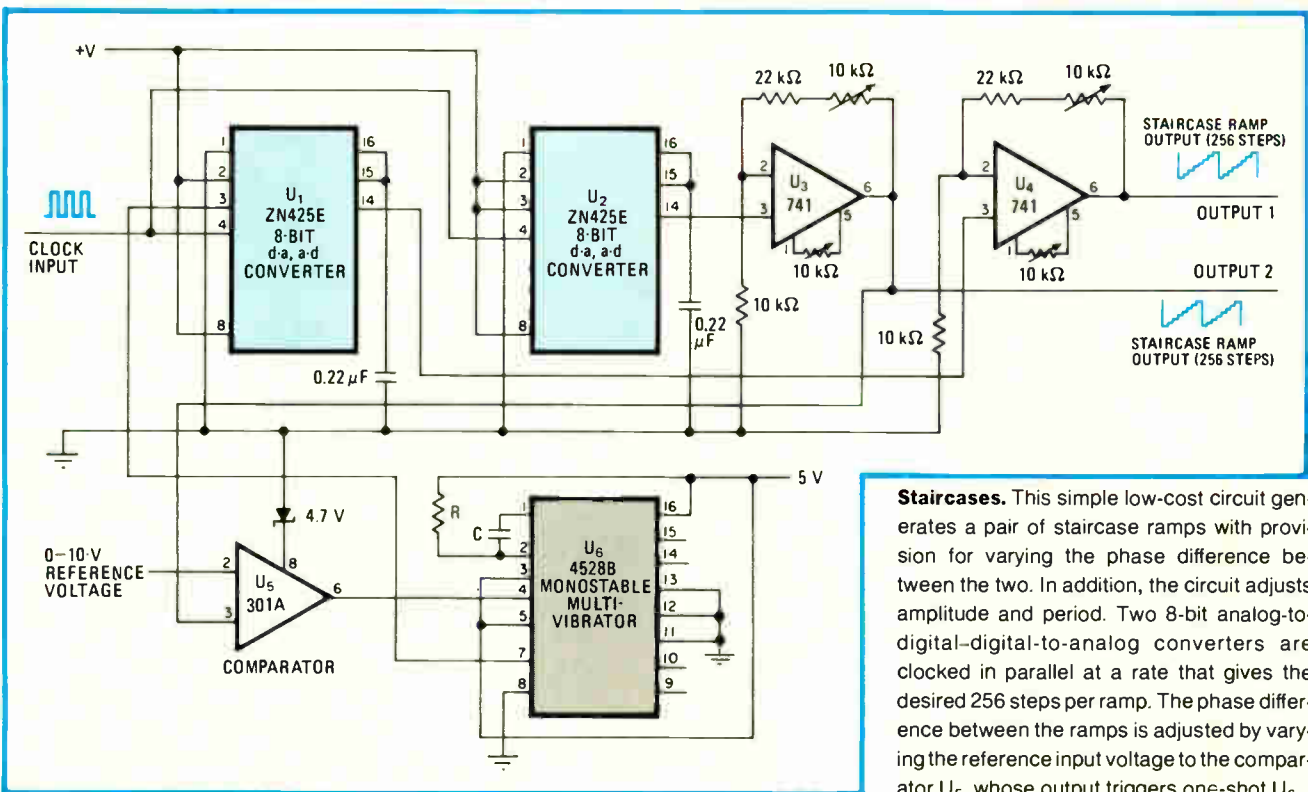 +V
CLOCK
INPUT
1
2
3
4
8
16
15
14
U1
ZN425E
8-BIT
d-a, a-d
CONVERTER
0.22 µF
1
2
3
4
8
16
15
14
U2
ZN425E
8-BIT
d-a, a-d
CONVERTER
0.22
µF
22 kΩ
10 kΩ
2
3
U3
741
6
5
1
10 kΩ
10 kΩ
22 kΩ
10 kΩ
2
3
U4
741
6
5
1
10 kΩ
10 kΩ
STAIRCASE RAMP
OUTPUT (256 STEPS)
OUTPUT 1
OUTPUT 2
STAIRCASE RAMP
OUTPUT (256 STEPS)
4.7 V
0–10-V
REFERENCE
VOLTAGE
2
3
8
U5
301A
6
COMPARATOR
R
C
1
2
3
4
5
7
8
U6
4528B
MONOSTABLE
MULTI-
VIBRATOR
16
15
14
13
12
11
10
9
5 V
Staircases. This simple low-cost circuit gen-
erates a pair of staircase ramps with provi-
sion for varying the phase difference be-
tween the two. In addition, the circuit adjusts
amplitude and period. Two 8-bit analog-to-
digital–digital-to-analog converters are
clocked in parallel at a rate that gives the
desired 256 steps per ramp. The phase differ-
ence between the ramps is adjusted by vary-
ing the reference input voltage to the compar-
ator U5, whose output triggers one-shot U6.